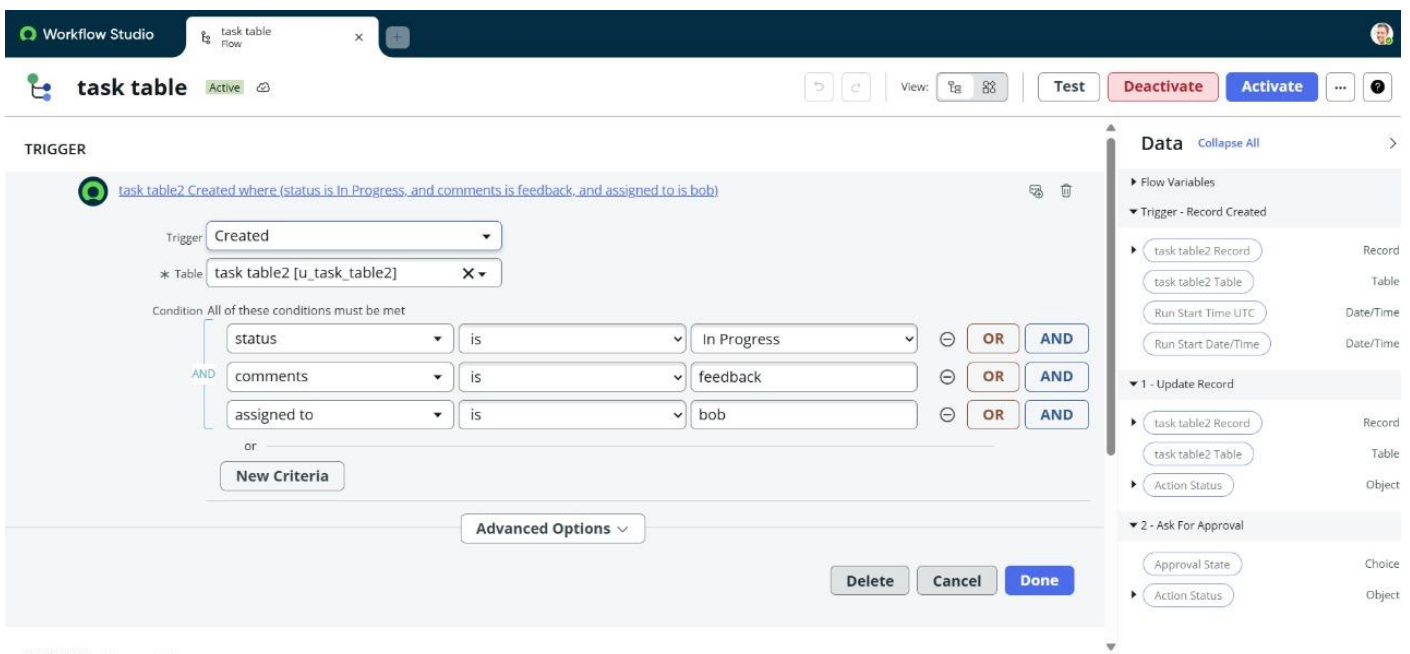 Workflow Studio
task table
Flow
task table Active
View:
Test
Deactivate
Activate
TRIGGER
task table2 Created where (status is In Progress, and comments is feedback, and assigned to is bob)
Trigger Created
* Table task table2 [u_task_table2]
Condition All of these conditions must be met
status is In Progress OR AND
AND
comments is feedback OR AND
assigned to is bob OR AND
or
New Criteria
Advanced Options
Delete Cancel Done
Data Collapse All
Flow Variables
Trigger - Record Created
task table2 Record Record
task table2 Table Table
Run Start Time UTC Date/Time
Run Start Date/Time Date/Time
1 - Update Record
task table2 Record Record
task table2 Table Table
Action Status Object
2 - Ask For Approval
Approval State Choice
Action Status Object